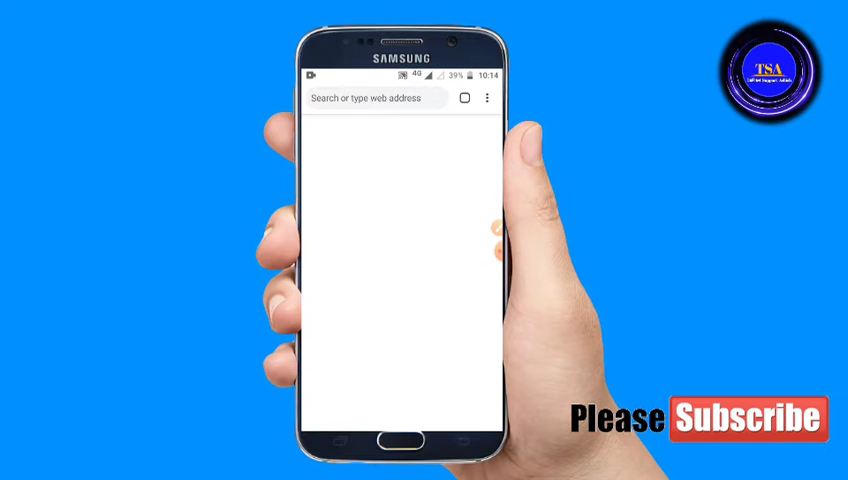 SAMSUNG
4G 39% 10:14
Search or type web address
TSA
Please Subscribe